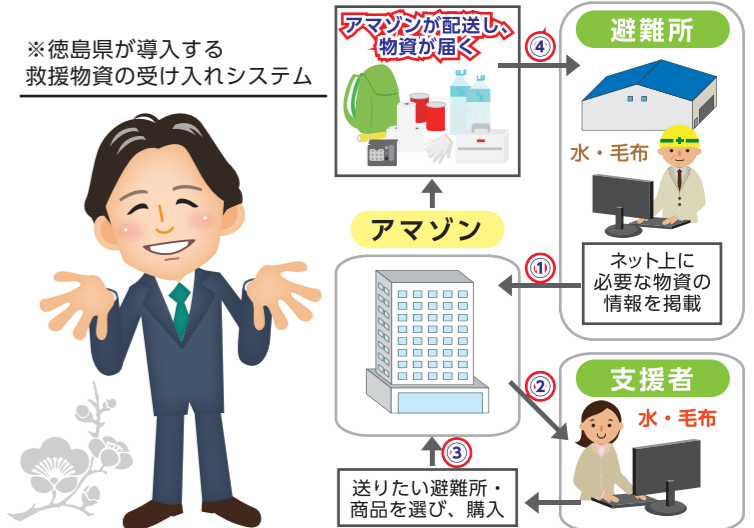 ※徳島県が導入する
救援物資の受け入れシステム
アマゾンが配送し、
物資が届く
④
避難所
水・毛布
アマゾン
①
ネット上に
必要な物資の
情報を掲載
②
支援者
水・毛布
③
送りたい避難所・
商品を選び、購入